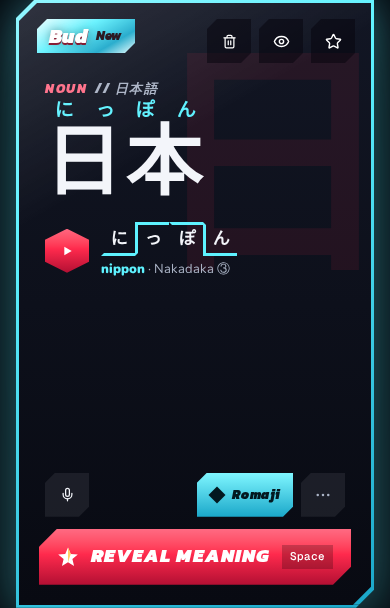 Bud New
NOUN // 日本語
にっぽん
日本
にっぽん
nippon · Nakadaka ③
Romaji
REVEAL MEANING Space